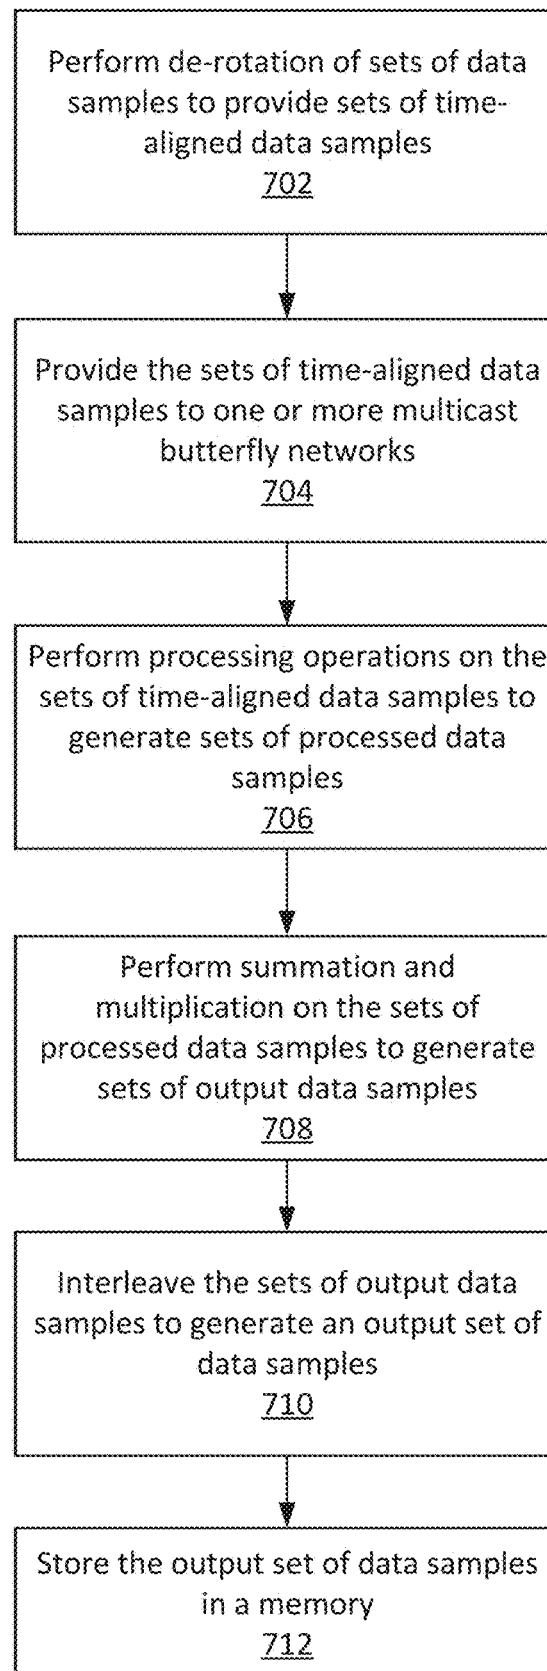 Perform de-rotation of sets of data
samples to provide sets of time-
aligned data samples
702
Provide the sets of time-aligned data
samples to one or more multicast
butterfly networks
704
Perform processing operations on the
sets of time-aligned data samples to
generate sets of processed data
samples
706
Perform summation and
multiplication on the sets of
processed data samples to generate
sets of output data samples
708
Interleave the sets of output data
samples to generate an output set of
data samples
710
Store the output set of data samples
in a memory
712